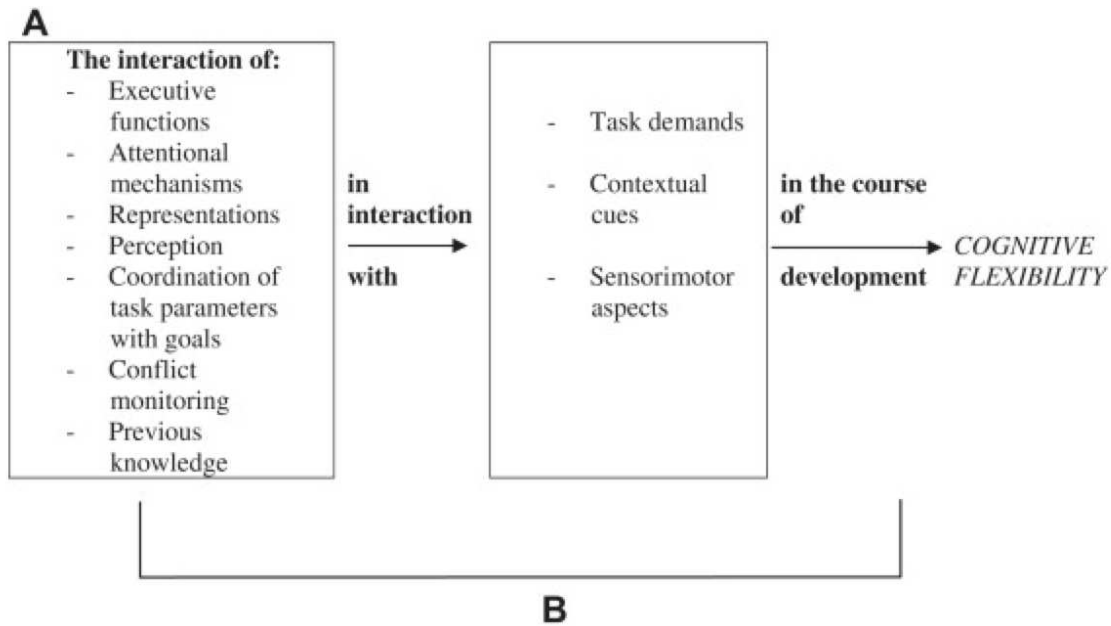 A
The interaction of:
- Executive
functions
- Attentional
mechanisms
- Representations
- Perception
- Coordination of
task parameters
with goals
- Conflict
monitoring
- Previous
knowledge
in
interaction
with
- Task demands
- Contextual
cues
- Sensorimotor
aspects
in the course
of
development
COGNITIVE
FLEXIBILITY
B